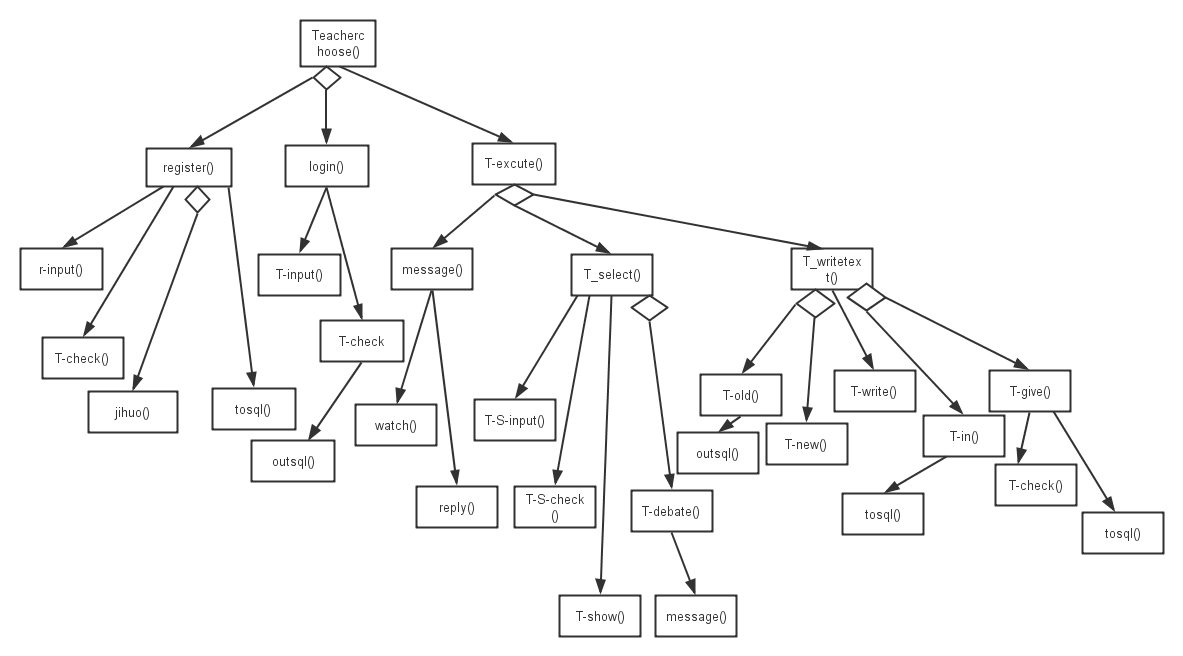 Teacherc
hoose()
register()
login()
T-excute()
r-input()
T-input()
message()
T_select()
T_writetex
t()
T-check()
T-check
jihuo()
tosql()
outsql()
watch()
reply()
T-S-input()
T-S-check
()
T-debate()
T-show()
message()
T-old()
outsql()
T-new()
T-write()
T-in()
T-give()
tosql()
T-check()
tosql()